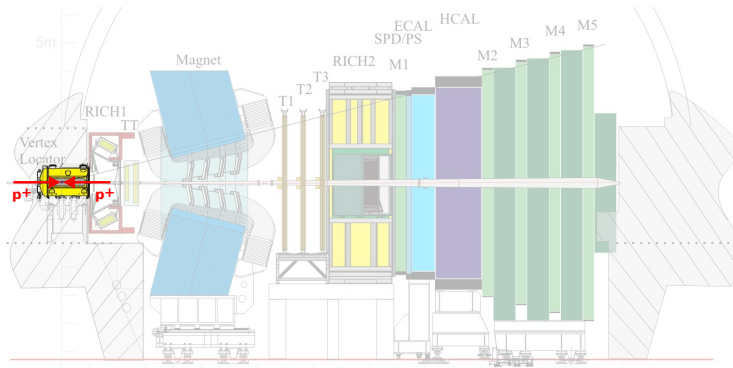 5m
Magnet
RICH1
TT
Vertex
Locator
p+
p+
T1
T2
T3
RICH2
SPD/PS
ECAL
HCAL
M1
M2
M3
M4
M5